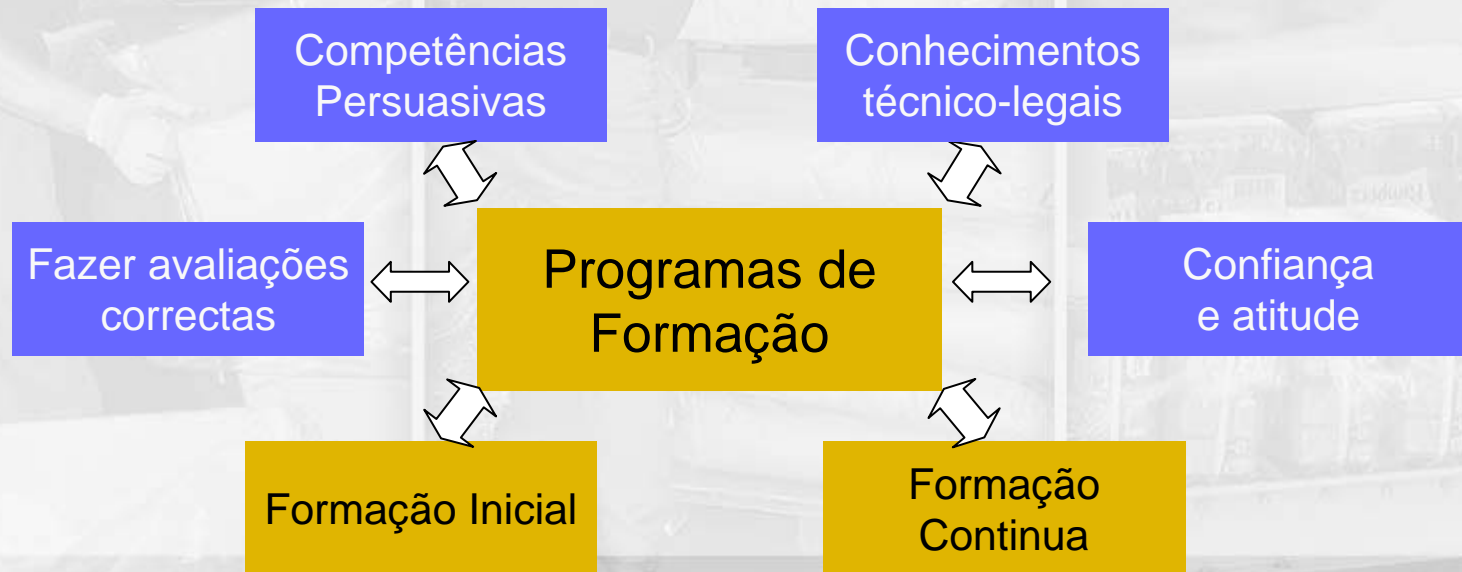 Competências
Persuasivas
Conhecimentos
técnico-legais
Fazer avaliações
correctas
Programas de
Formação
Confiança
e atitude
Formação Inicial
Formação
Continua